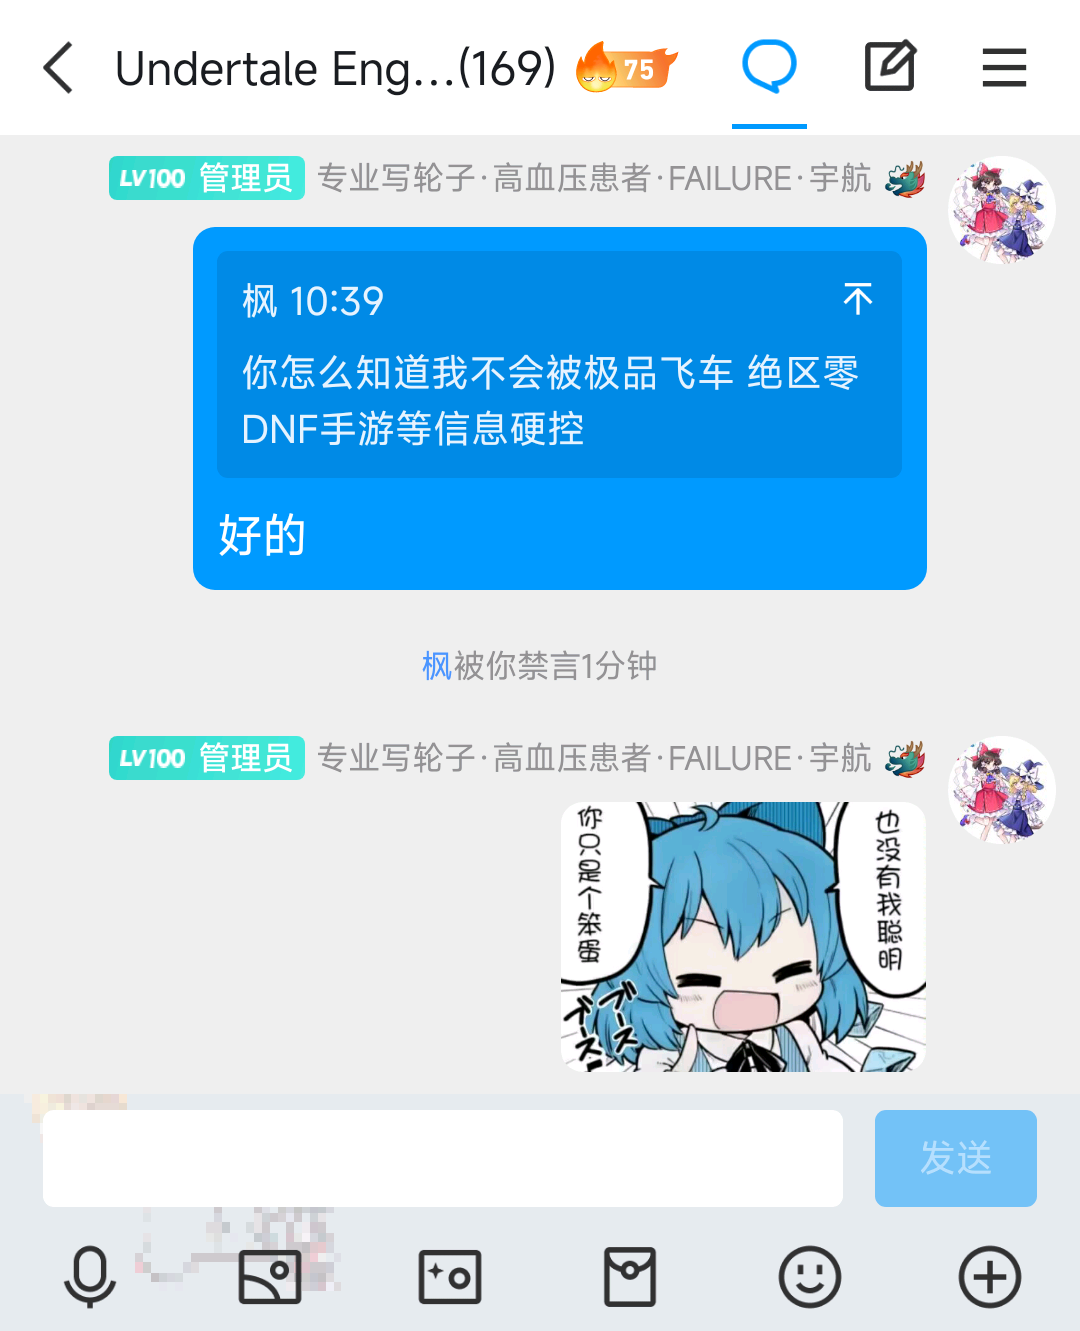 Undertale Eng...(169)
75
LV100 管理员 专业写轮子·高血压患者·FAILURE·宇航
枫 10:39
你怎么知道我不会被极品飞车 绝区零
DNF手游等信息硬控
好的
枫被你禁言1分钟
LV100 管理员 专业写轮子·高血压患者·FAILURE·宇航
你只是个笨蛋
也没有我聪明
ブース
ブース!
发送